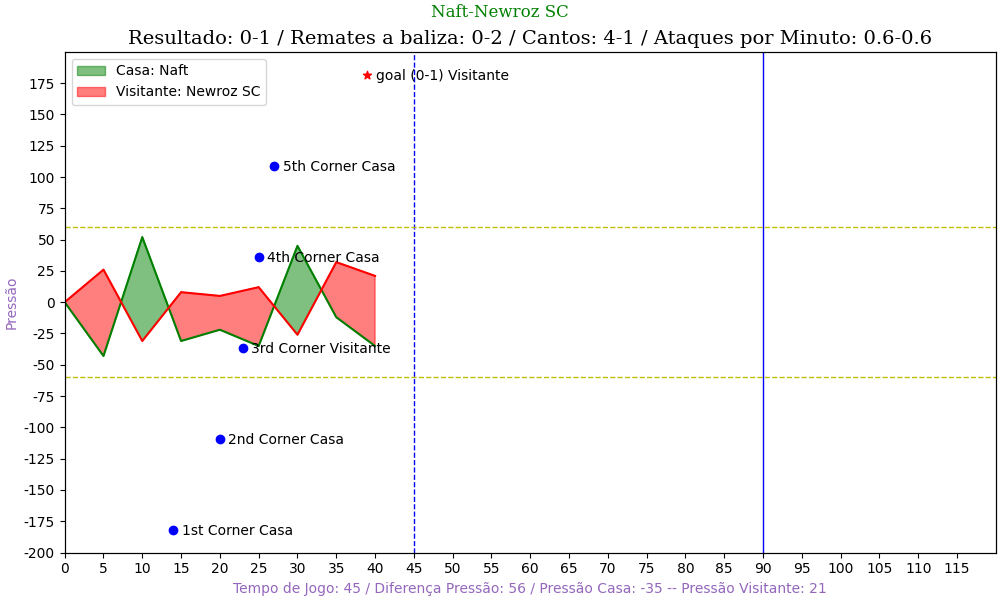 Naft-Newroz SC
Resultado: 0-1 / Remates a baliza: 0-2 / Cantos: 4-1 / Ataques por Minuto: 0.6-0.6
Casa: Naft
Visitante: Newroz SC
goal (0-1) Visitante
5th Corner Casa
4th Corner Casa
3rd Corner Visitante
2nd Corner Casa
1st Corner Casa
Pressão
175
150
125
100
75
50
25
0
-25
-50
-75
-100
-125
-150
-175
-200
0 5 10 15 20 25 30 35 40 45 50 55 60 65 70 75 80 85 90 95 100 105 110 115
Tempo de Jogo: 45 / Diferença Pressão: 56 / Pressão Casa: -35 -- Pressão Visitante: 21